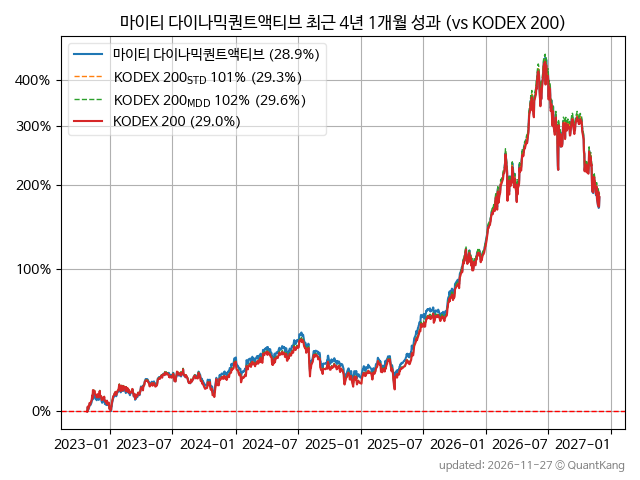 마이티 다이나믹퀀트액티브 최근 4년 1개월 성과 (vs KODEX 200)
마이티 다이나믹퀀트액티브 (28.9%)
KODEX 200STD 101% (29.3%)
KODEX 200MDD 102% (29.6%)
KODEX 200 (29.0%)
400%
300%
200%
100%
0%
2023-01 2023-07 2024-01 2024-07 2025-01 2025-07 2026-01 2026-07 2027-01
updated: 2026-11-27 © QuantKang